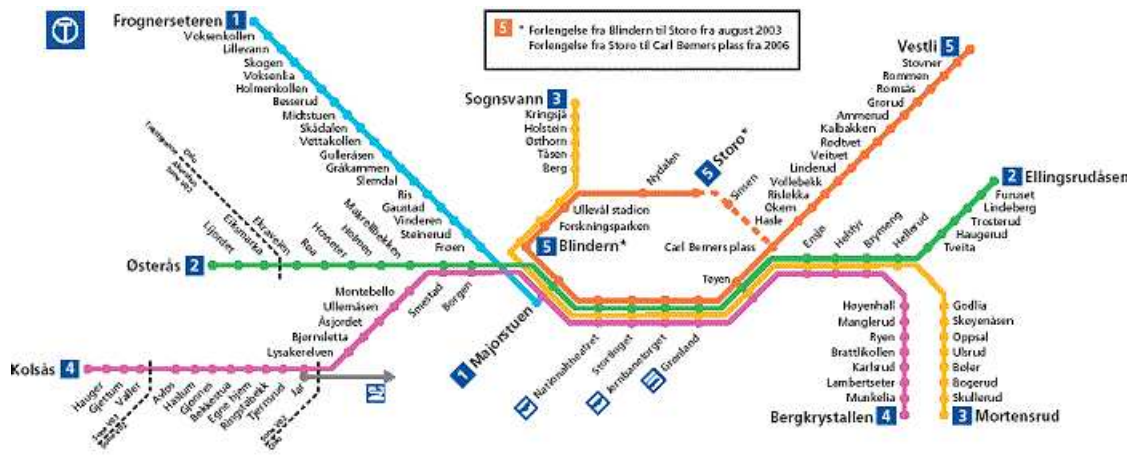 T
5 * Forlengelse fra Blindern til Storo fra august 2003
Forlengelse fra Storo til Carl Berners plass fra 2006
Frognerseteren 1
Voksenkollen
Lillevann
Skogen
Voksenlia
Holmenkollen
Besserud
Midtstuen
Skådalen
Vettakollen
Gulleråsen
Gråkammen
Slemdal
Ris
Gaustad
Vinderen
Steinerud
Frøen
1 Majorstuen
Sognsvann 3
Kringsjå
Holstein
Østhorn
Tåsen
Berg
Nydalen
5 Storo*
Sinsen
Ullevål stadion
Forskningsparken
5 Blindern*
Carl Berners plass
Tøyen
Vestli 5
Stovner
Rommen
Romsås
Grorud
Ammerud
Kalbakken
Rødtvet
Veitvet
Linderud
Vollebekk
Risløkka
Økern
Hasle
2 Ellingsrudåsen
Furuset
Lindeberg
Trosterud
Haugerud
Tveita
Ensjø
Helsfyr
Brynseng
Hellerud
Østerås 2
Lijordet
Eiksmarka
Ekraveien
Røa
Hovseter
Holmen
Makrellbekken
Smestad
Borgen
Montebello
Ullernåsen
Åsjordet
Bjørnsletta
Lysakerelven
Kolsås 4
Hauger
Gjettum
Valler
Avløs
Haslum
Gjønnes
Bekkestua
Egne hjem
Ringstabekk
Tjernsrud
Jar
Nationaltheatret
Stortinget
Jernbanetorget
Grønland
Høyenhall
Manglerud
Ryen
Brattlikollen
Karlsrud
Lambertseter
Munkelia
Bergkrystallen 4
Godlia
Skøyenåsen
Oppsal
Ulsrud
Bøler
Bogerud
Skullerud
3 Mortensrud